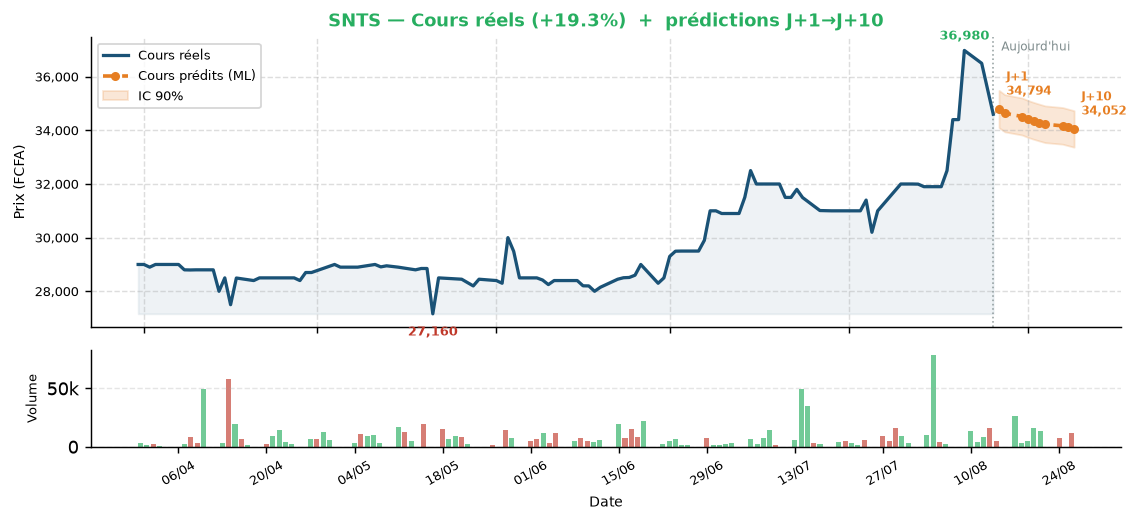 SNTS — Cours réels (+19.3%) + prédictions J+1→J+10
Cours réels
Cours prédits (ML)
IC 90%
36,980
Aujourd'hui
J+1
34,794
J+10
34,052
27,160
Prix (FCFA)
36,000
34,000
32,000
30,000
28,000
Volume
50k
0
06/04
20/04
04/05
18/05
01/06
15/06
29/06
13/07
27/07
10/08
24/08
Date